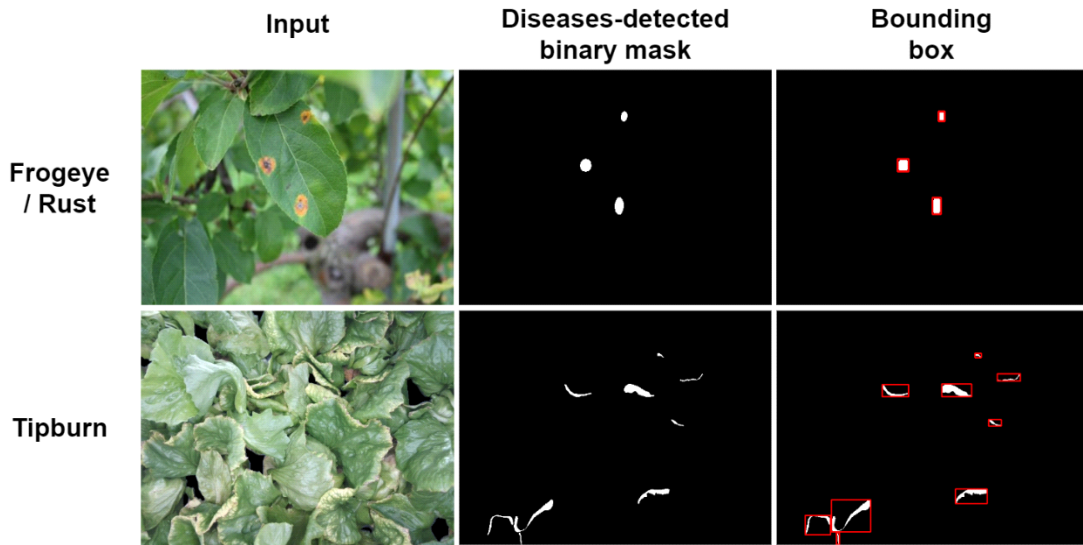 Input
Diseases-detected
binary mask
Bounding
box
Frogeye
/ Rust
Tipburn